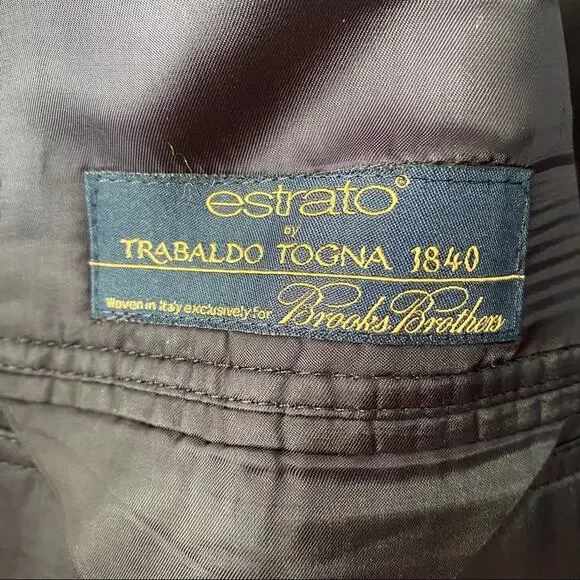 estrato®
by
TRABALDO TOGNA 1840
Woven in Italy exclusively for Brooks Brothers